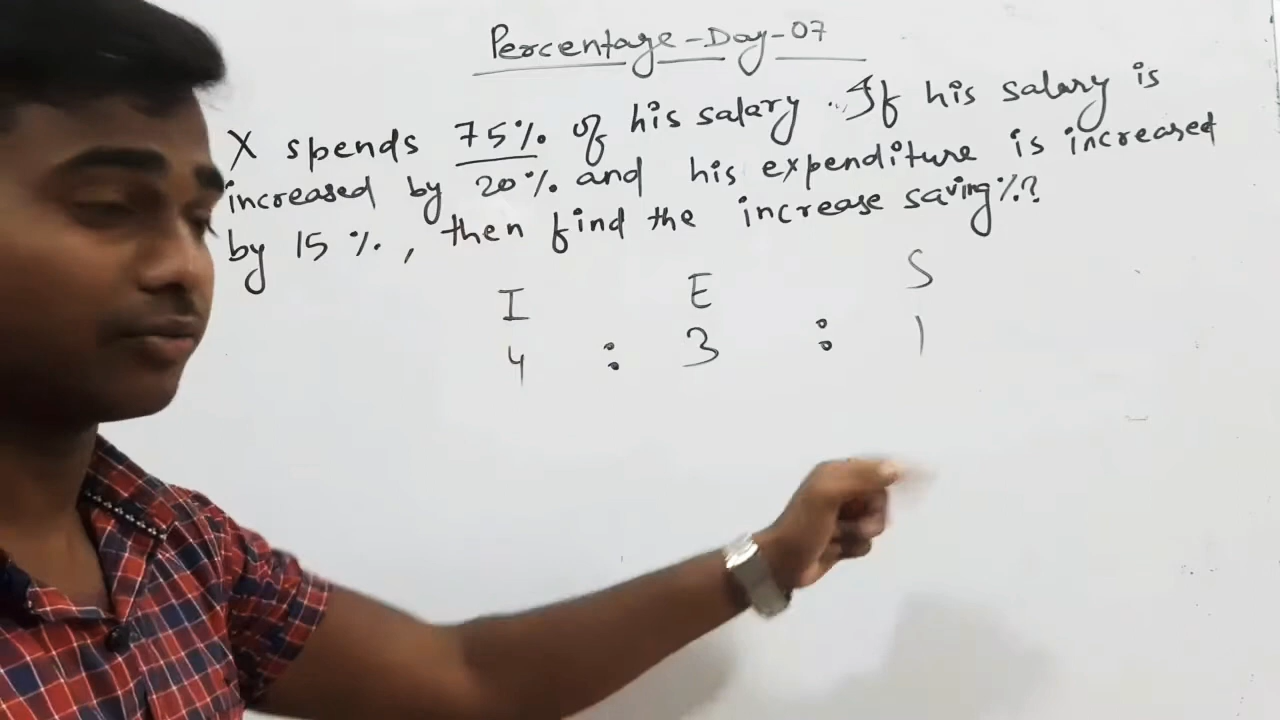 Percentage-Day-07
X spends 75% of his salary. If his salary is
increased by 20% and his expenditure is increased
by 15%, then find the increase saving%?
I E S
4 : 3 : 1